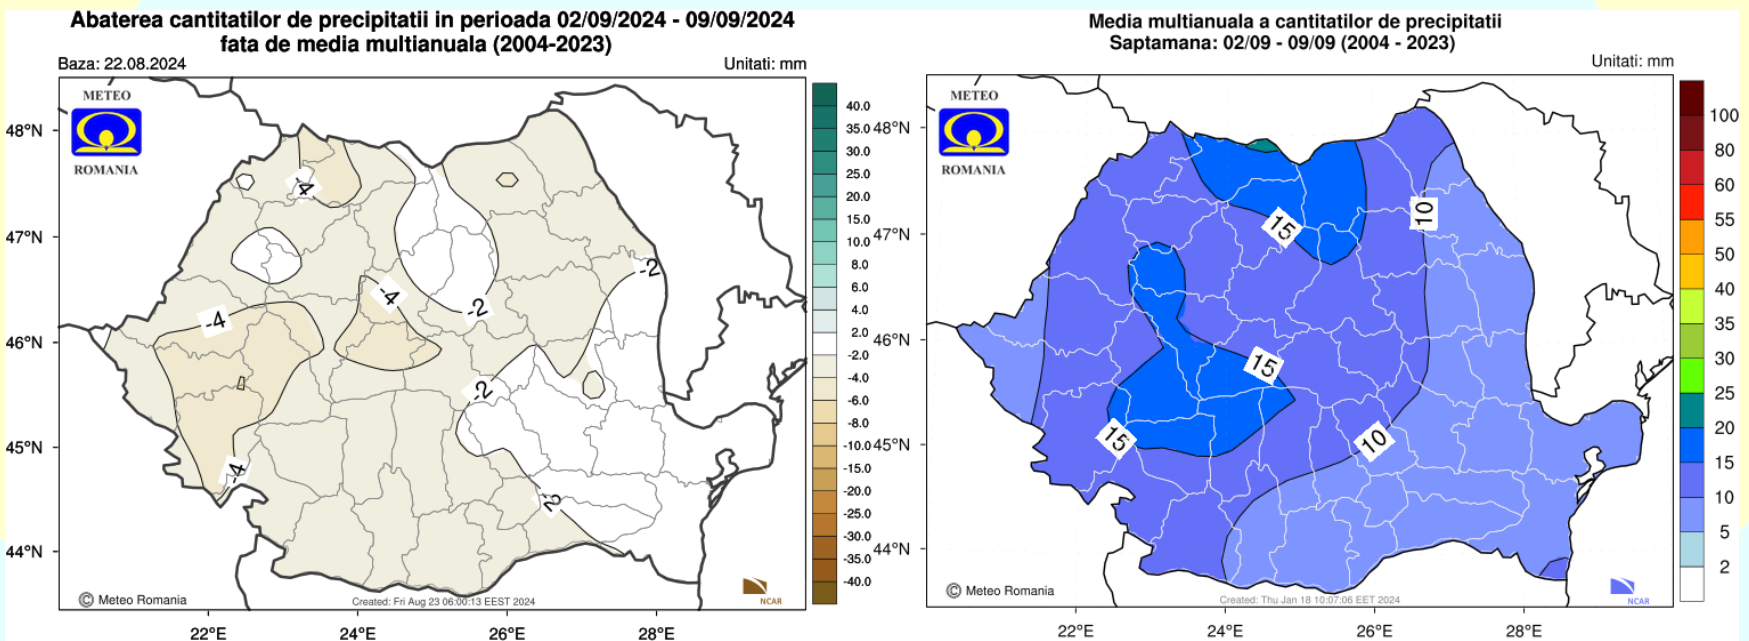 Abaterea cantitatilor de precipitatii in perioada 02/09/2024 - 09/09/2024
fata de media multianuala (2004-2023)
Baza: 22.08.2024
Unitati: mm
METEO
ROMANIA
48°N
47°N
46°N
45°N
44°N
22°E
24°E
26°E
28°E
-4
-4
-4
-4
-2
-2
-2
-2
40.0
35.0
30.0
25.0
20.0
15.0
10.0
8.0
6.0
4.0
2.0
-2.0
-4.0
-6.0
-8.0
-10.0
-15.0
-20.0
-25.0
-30.0
-35.0
-40.0
© Meteo Romania
Created: Fri Aug 23 06:00:13 EEST 2024
NCAR
Media multianuala a cantitatilor de precipitatii
Saptamana: 02/09 - 09/09 (2004 - 2023)
Unitati: mm
METEO
ROMANIA
48°N
47°N
46°N
45°N
44°N
22°E
24°E
26°E
28°E
10
15
15
15
10
100
80
60
55
50
40
35
30
25
20
15
10
5
2
© Meteo Romania
Created: Thu Jan 18 10:07:06 EET 2024
NCAR